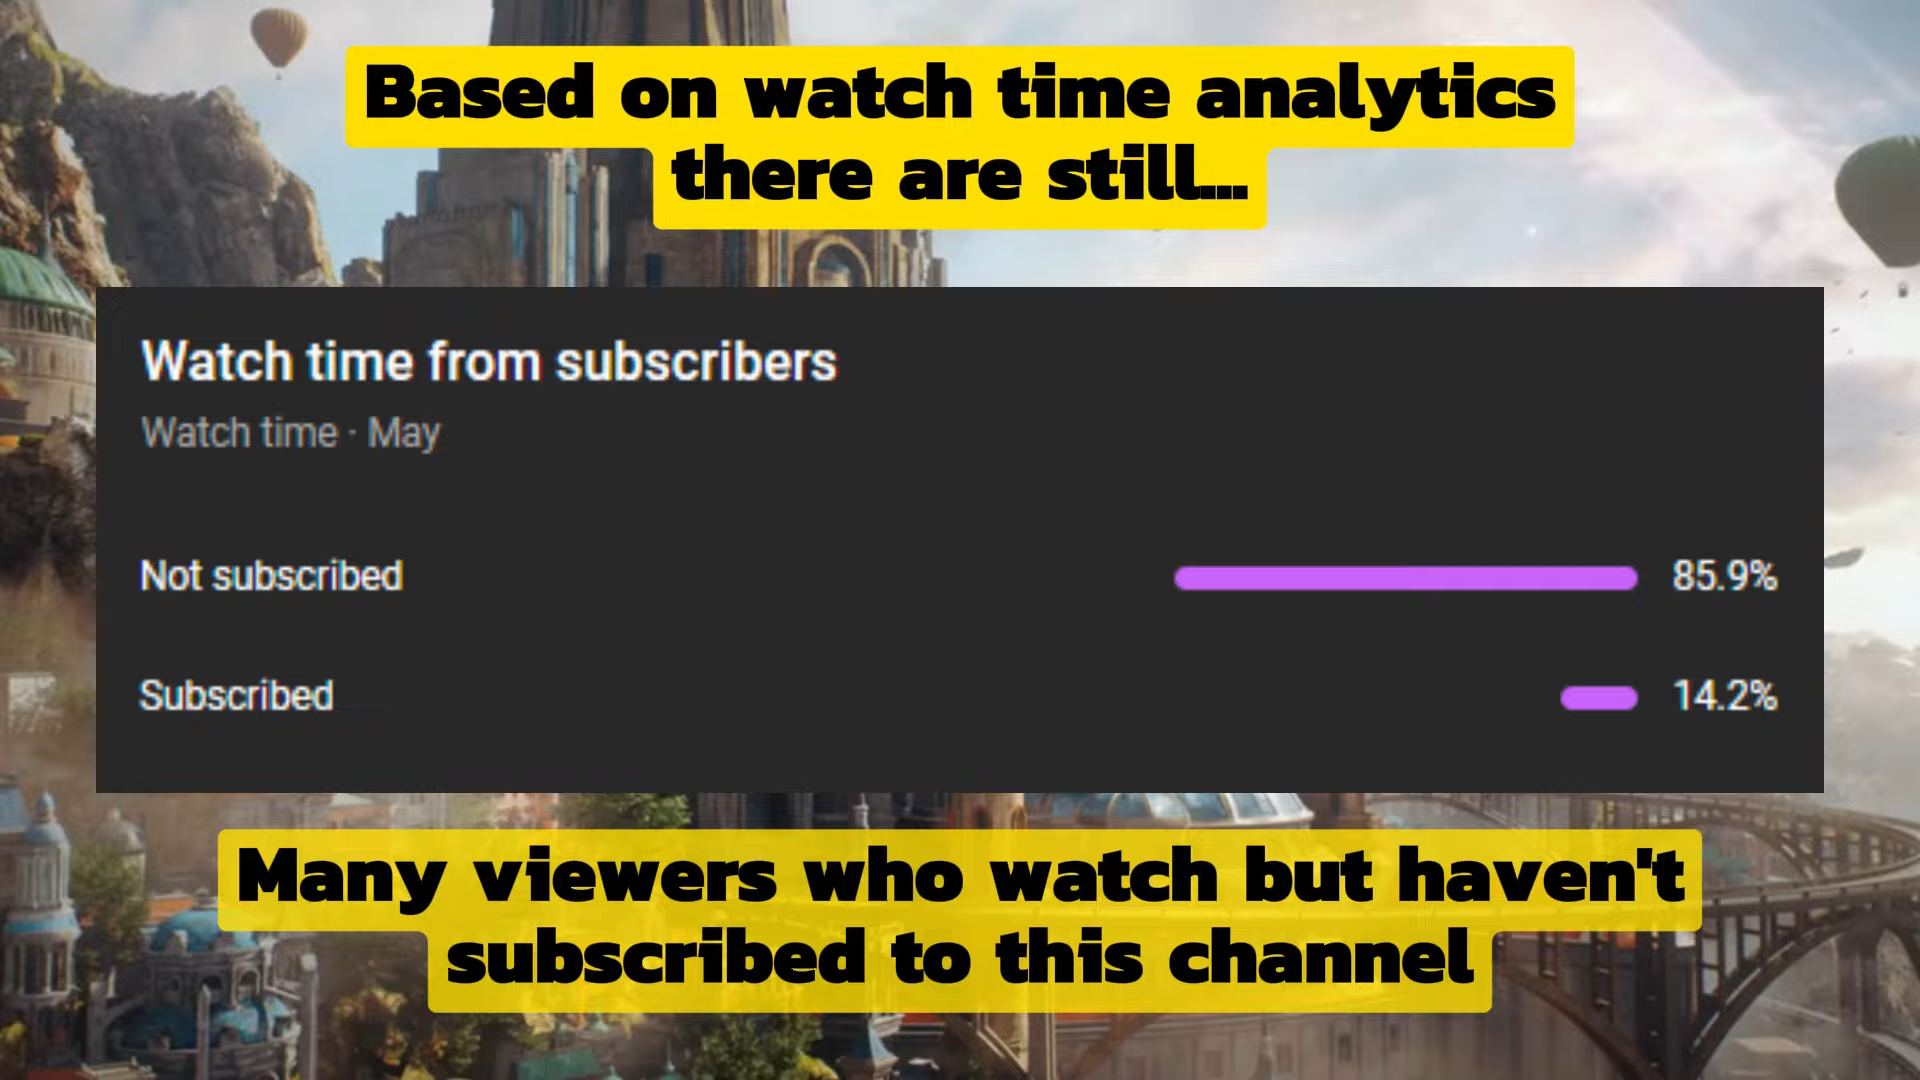 Based on watch time analytics
there are still...
Watch time from subscribers
Watch time · May
Not subscribed 85.9%
Subscribed 14.2%
Many viewers who watch but haven't
subscribed to this channel